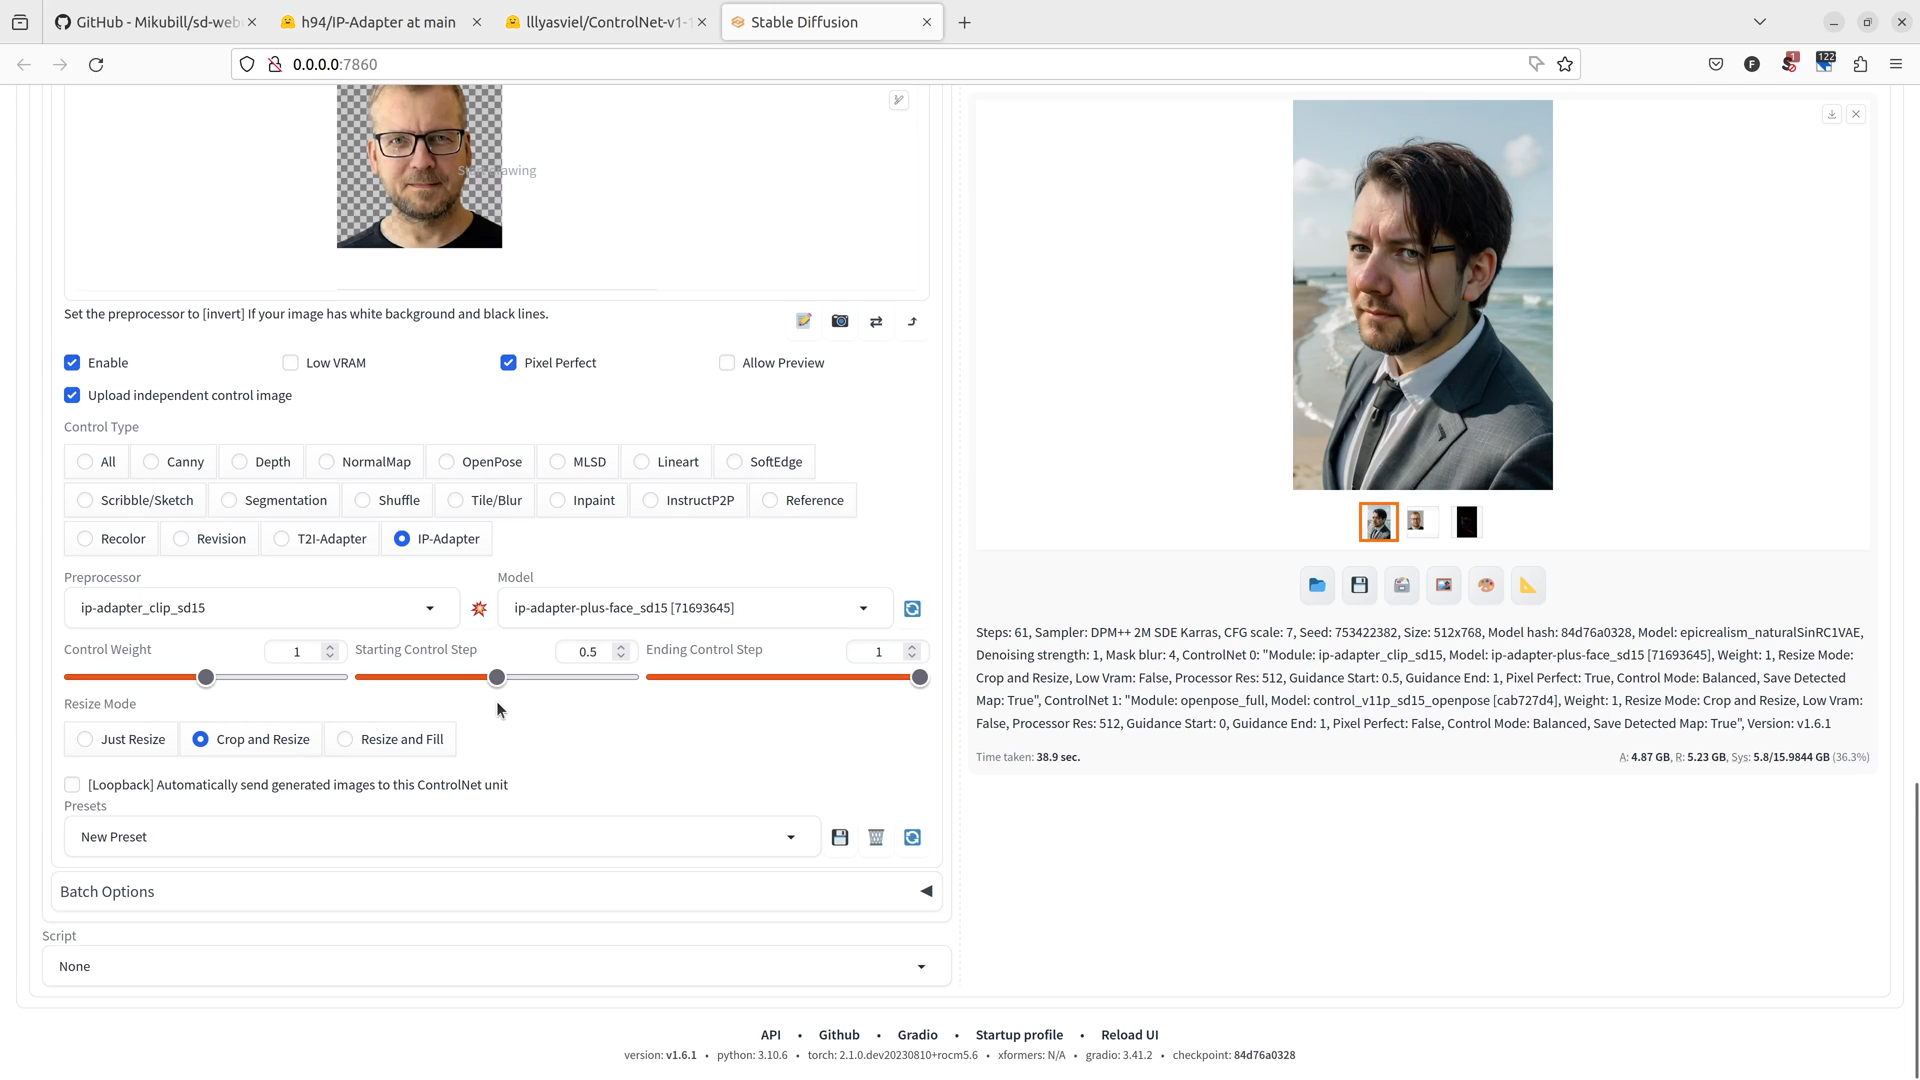 GitHub - Mikubill/sd-web
h94/IP-Adapter at main
lllyasviel/ControlNet-v1-1
Stable Diffusion
0.0.0.0:7860
F
1
122
Set the preprocessor to [invert] If your image has white background and black lines.
Enable
Low VRAM
Pixel Perfect
Allow Preview
Upload independent control image
Control Type
All
Canny
Depth
NormalMap
OpenPose
MLSD
Lineart
SoftEdge
Scribble/Sketch
Segmentation
Shuffle
Tile/Blur
Inpaint
InstructP2P
Reference
Recolor
Revision
T2I-Adapter
IP-Adapter
Preprocessor
Model
ip-adapter_clip_sd15
ip-adapter-plus-face_sd15 [71693645]
Control Weight
1
Starting Control Step
0.5
Ending Control Step
1
Resize Mode
Just Resize
Crop and Resize
Resize and Fill
[Loopback] Automatically send generated images to this ControlNet unit
Presets
New Preset
Batch Options
Script
None
Steps: 61, Sampler: DPM++ 2M SDE Karras, CFG scale: 7, Seed: 753422382, Size: 512x768, Model hash: 84d76a0328, Model: epicrealism_naturalSinRC1VAE,
Denoising strength: 1, Mask blur: 4, ControlNet 0: "Module: ip-adapter_clip_sd15, Model: ip-adapter-plus-face_sd15 [71693645], Weight: 1, Resize Mode:
Crop and Resize, Low Vram: False, Processor Res: 512, Guidance Start: 0.5, Guidance End: 1, Pixel Perfect: True, Control Mode: Balanced, Save Detected
Map: True", ControlNet 1: "Module: openpose_full, Model: control_v11p_sd15_openpose [cab727d4], Weight: 1, Resize Mode: Crop and Resize, Low Vram:
False, Processor Res: 512, Guidance Start: 0, Guidance End: 1, Pixel Perfect: False, Control Mode: Balanced, Save Detected Map: True", Version: v1.6.1
Time taken: 38.9 sec.
A: 4.87 GB, R: 5.23 GB, Sys: 5.8/15.9844 GB (36.3%)
API • Github • Gradio • Startup profile • Reload UI
version: v1.6.1 • python: 3.10.6 • torch: 2.1.0.dev20230810+rocm5.6 • xformers: N/A • gradio: 3.41.2 • checkpoint: 84d76a0328